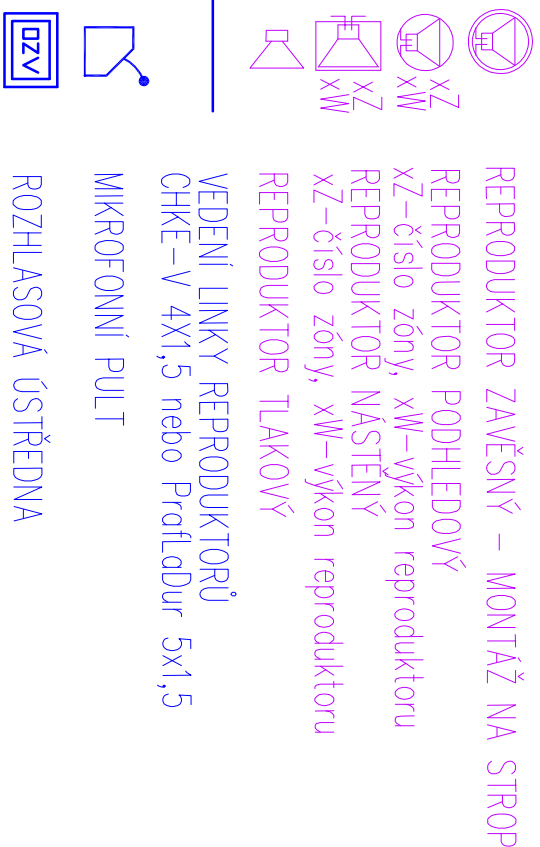 REPRODUKTOR ZAVĚSNÝ - MONTÁŽ NA STROP
xZ
xW
REPRODUKTOR PODHLEDOVÝ
xZ-číslo zóny, xW-výkon reproduktoru
xZ
xW
REPRODUKTOR NÁSTĚNÝ
xZ-číslo zóny, xW-výkon reproduktoru
REPRODUKTOR TLAKOVÝ
VEDENÍ LINKY REPRODUKTORŮ
CHKE-V 4X1,5 nebo PraflaDur 5x1,5
MIKROFONNÍ PULT
OZV
ROZHLASOVÁ ÚSTŘEDNA